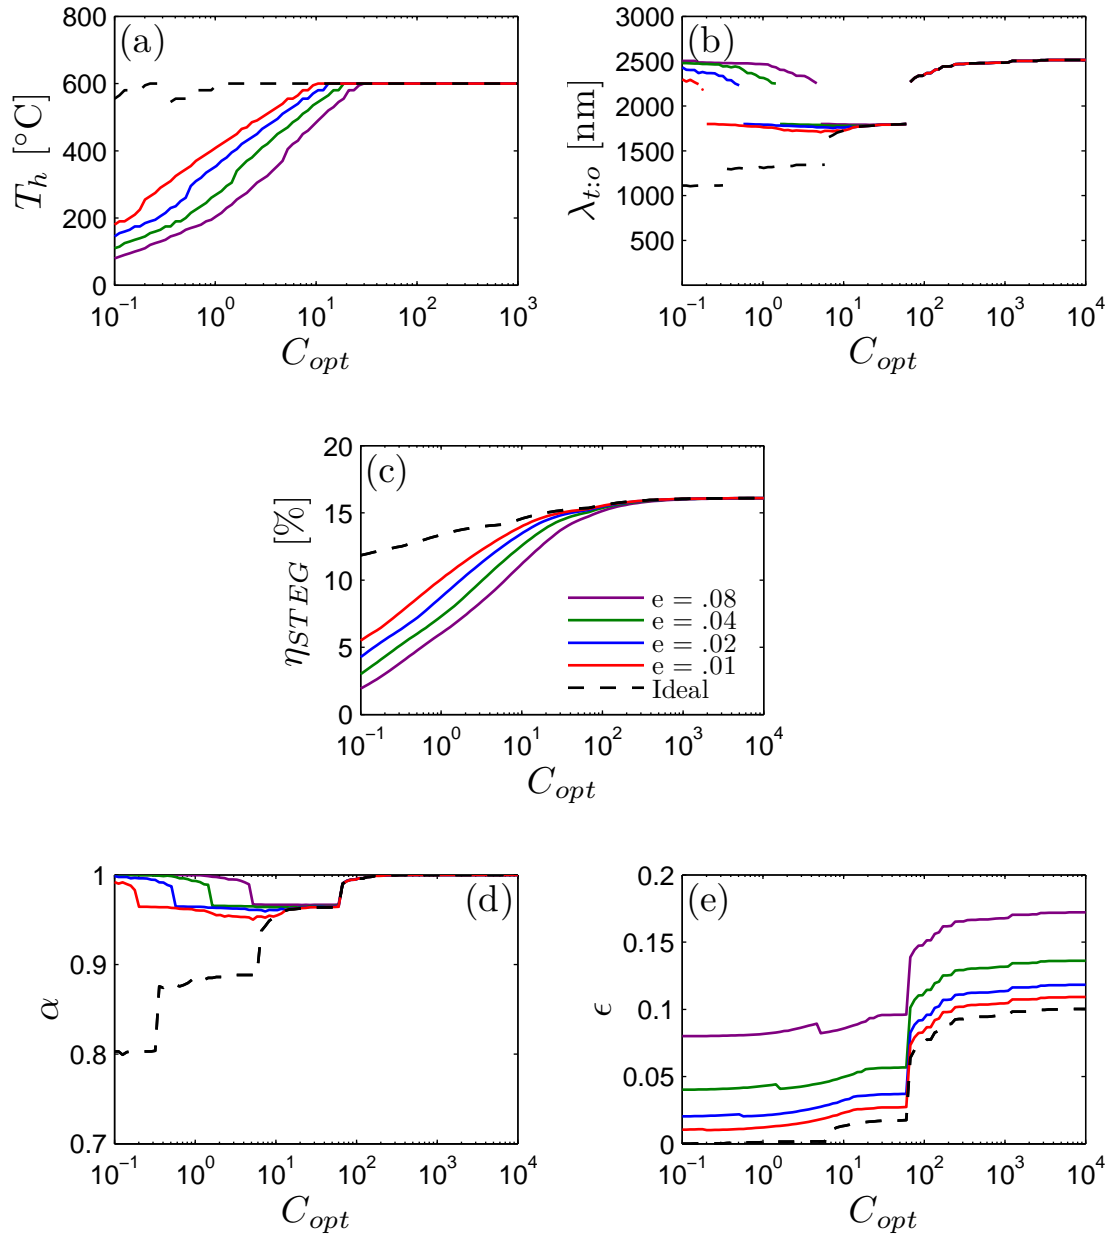 (a)
T_h [°C]
800
600
400
200
0
10^-1 10^0 10^1 10^2 10^3
C_opt
(b)
λ_t:o [nm]
3000
2500
2000
1500
1000
500
10^-1 10^0 10^1 10^2 10^3 10^4
C_opt
(c)
η_STEG [%]
20
15
10
5
0
e = .08
e = .04
e = .02
e = .01
Ideal
10^-1 10^0 10^1 10^2 10^3 10^4
C_opt
(d)
α
1
0.9
0.8
0.7
10^-1 10^0 10^1 10^2 10^3 10^4
C_opt
(e)
ϵ
0.2
0.15
0.1
0.05
0
10^-1 10^0 10^1 10^2 10^3 10^4
C_opt